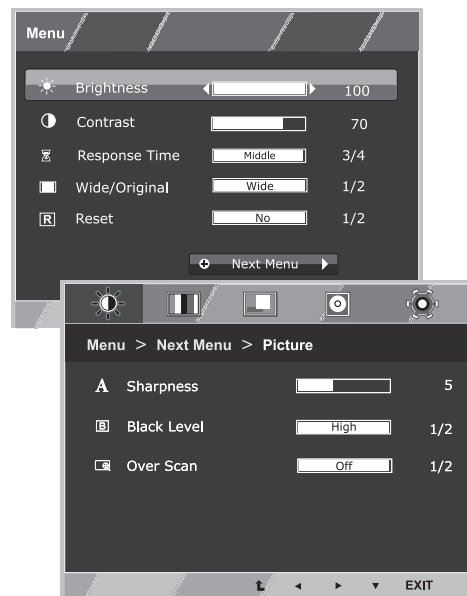 Menu
Brightness 100
Contrast 70
Response Time Middle 3/4
Wide/Original Wide 1/2
R Reset No 1/2
Next Menu
Menu > Next Menu > Picture
A Sharpness 5
B Black Level High 1/2
Over Scan Off 1/2
EXIT